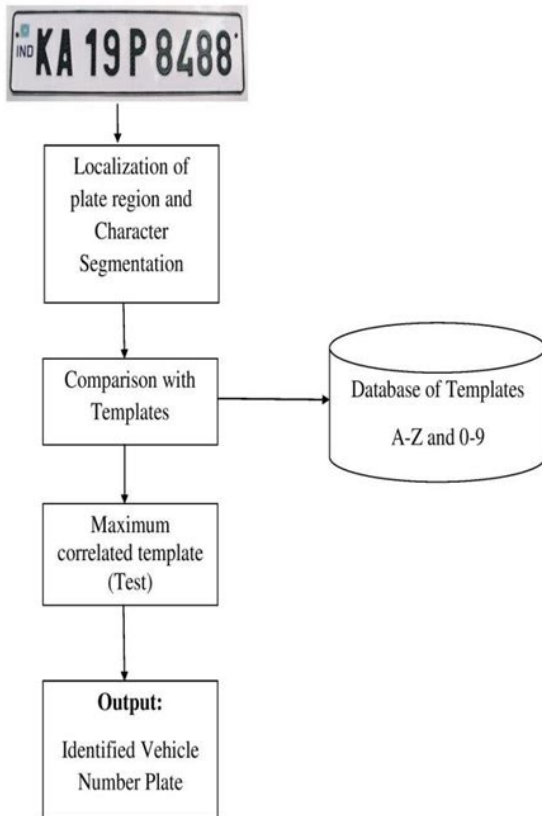 IND KA 19 P 8488
Localization of
plate region and
Character
Segmentation
Comparison with
Templates
Database of Templates
A-Z and 0-9
Maximum
correlated template
(Test)
Output:
Identified Vehicle
Number Plate